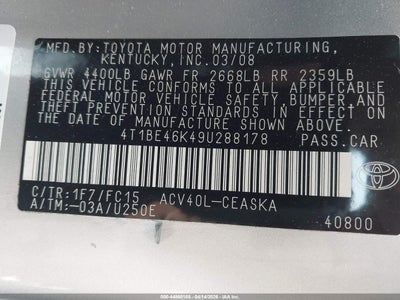 MFD.BY:TOYOTA MOTOR MANUFACTURING,
KENTUCKY,INC.03/08
GVWR 4400LB GAWR FR 2668LB RR 2359LB
THIS VEHICLE CONFORMS TO ALL APPLICABLE
FEDERAL MOTOR VEHICLE SAFETY,BUMPER,AND
THEFT PREVENTION STANDARDS IN EFFECT ON
THE DATE OF MANUFACTURE SHOWN ABOVE.
4T1BE46K49U288178 PASS.CAR
C/TR:1F7/FC15 ACV40L-CEASKA
A/TM:-03A/U250E 40800
TOYOTA